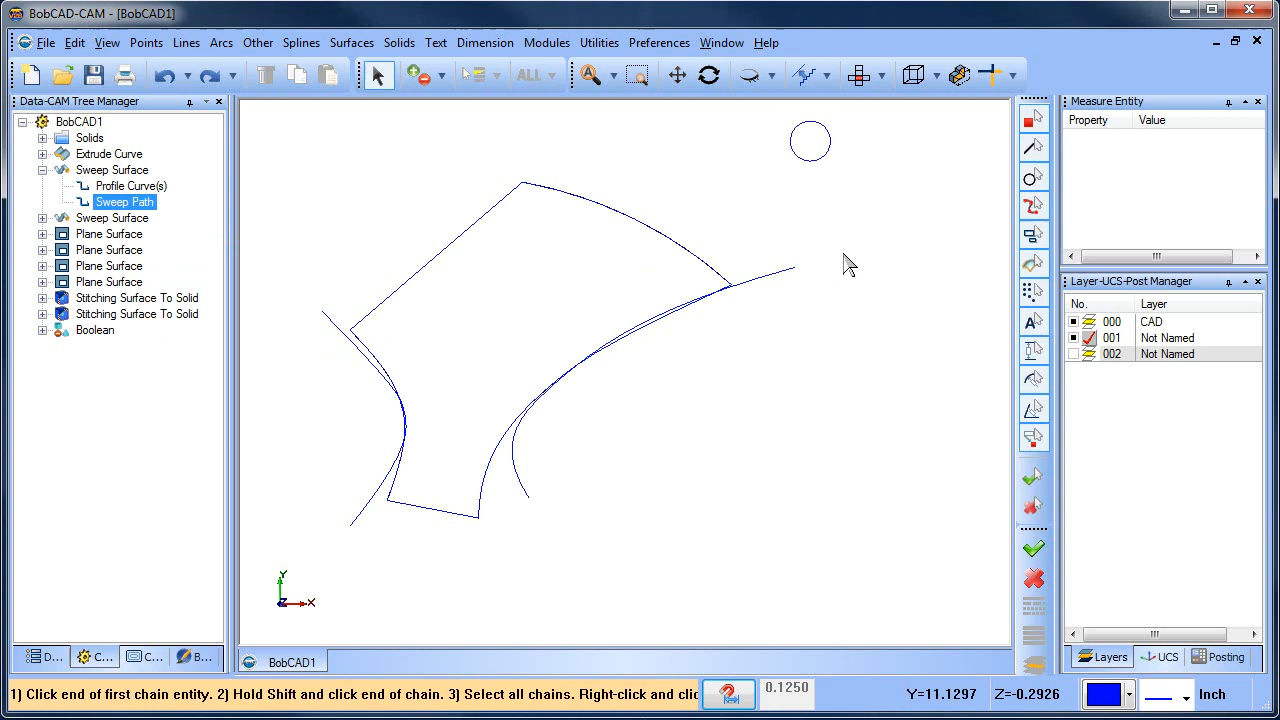 BobCAD-CAM - [BobCAD1]
File Edit View Points Lines Arcs Other Splines Surfaces Solids Text Dimension Modules Utilities Preferences Window Help
ALL
Data-CAM Tree Manager
BobCAD1
Solids
Extrude Curve
Sweep Surface
Profile Curve(s)
Sweep Path
Sweep Surface
Plane Surface
Plane Surface
Plane Surface
Plane Surface
Stitching Surface To Solid
Stitching Surface To Solid
Boolean
D... C... C... B...
Y
Z X
BobCAD1
A
Measure Entity
Property Value
Layer-UCS-Post Manager
No. Layer
000 CAD
001 Not Named
002 Not Named
Layers UCS Posting
1) Click end of first chain entity. 2) Hold Shift and click end of chain. 3) Select all chains. Right-click and clic
0.1250
Y=11.1297 Z=-0.2926
Inch